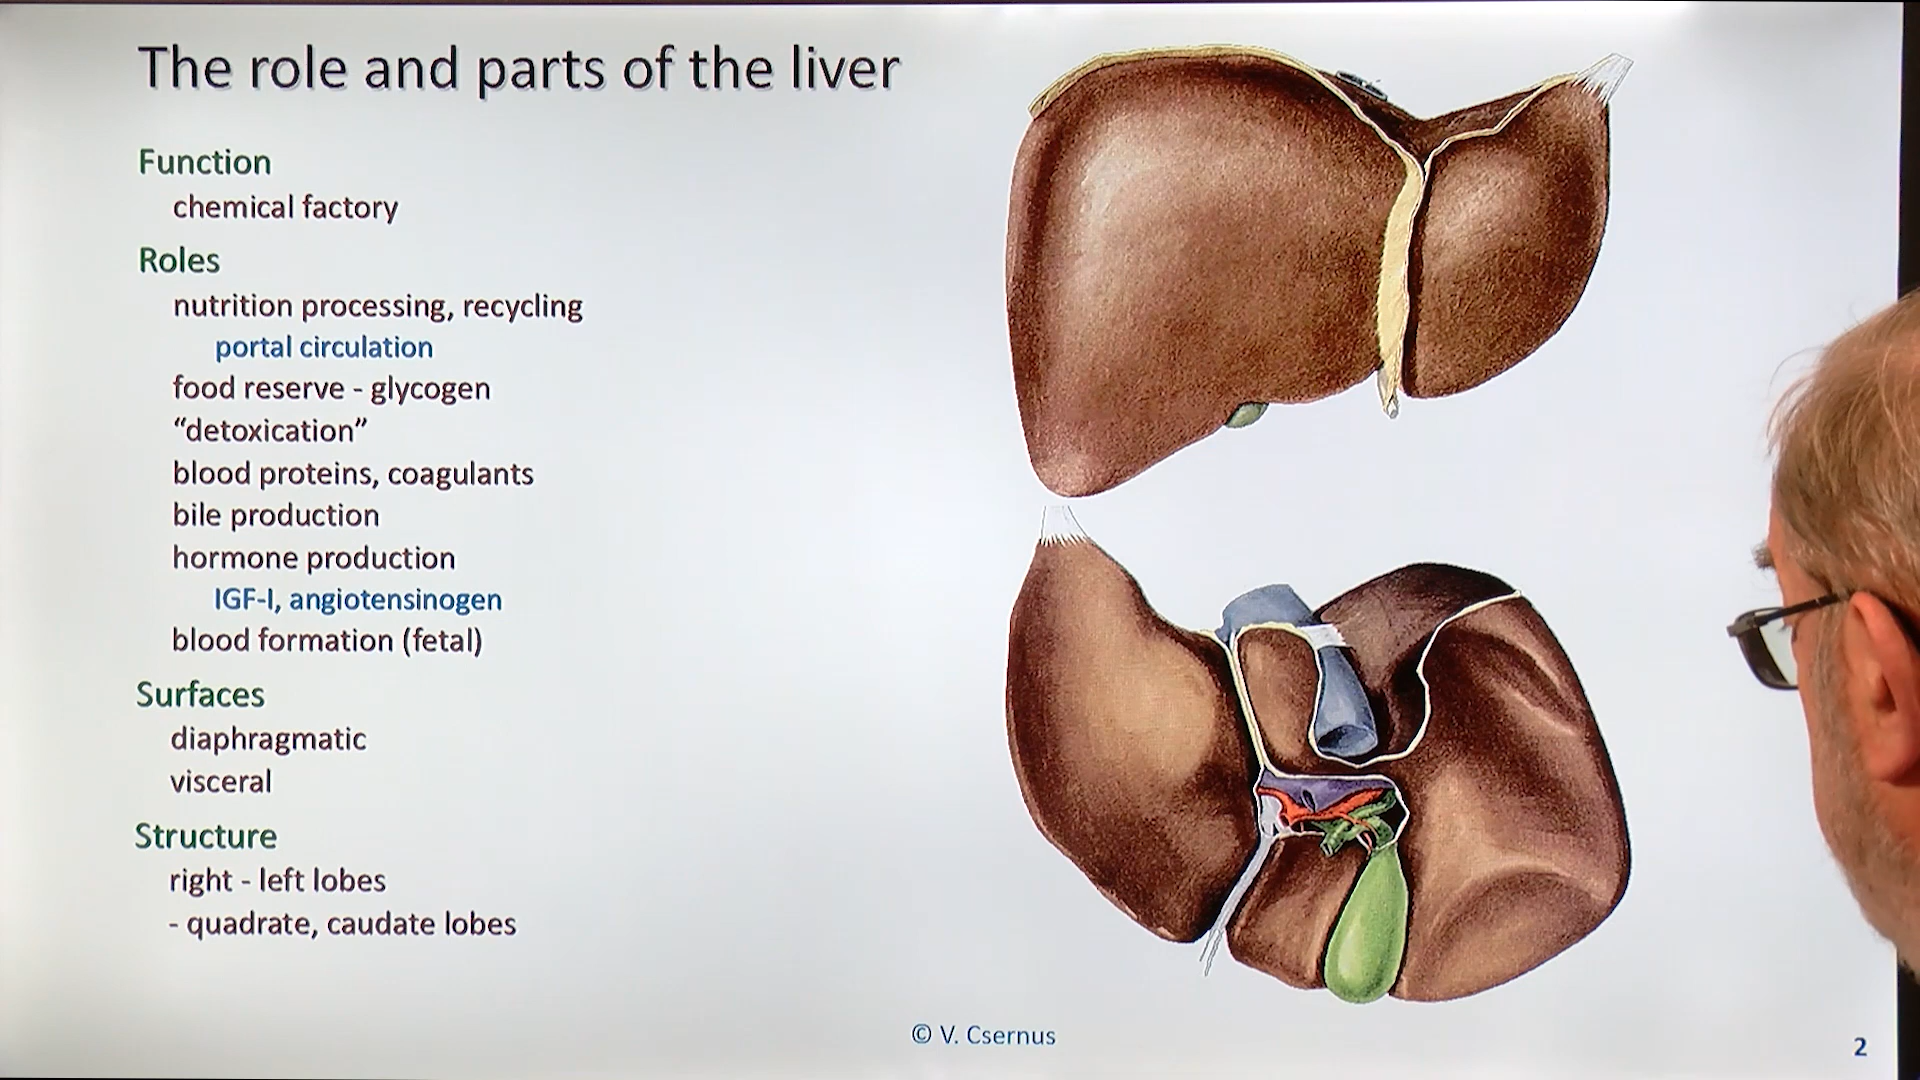 The role and parts of the liver
Function
chemical factory
Roles
nutrition processing, recycling
portal circulation
food reserve - glycogen
“detoxication”
blood proteins, coagulants
bile production
hormone production
IGF-I, angiotensinogen
blood formation (fetal)
Surfaces
diaphragmatic
visceral
Structure
right - left lobes
- quadrate, caudate lobes
© V. Csernus
2